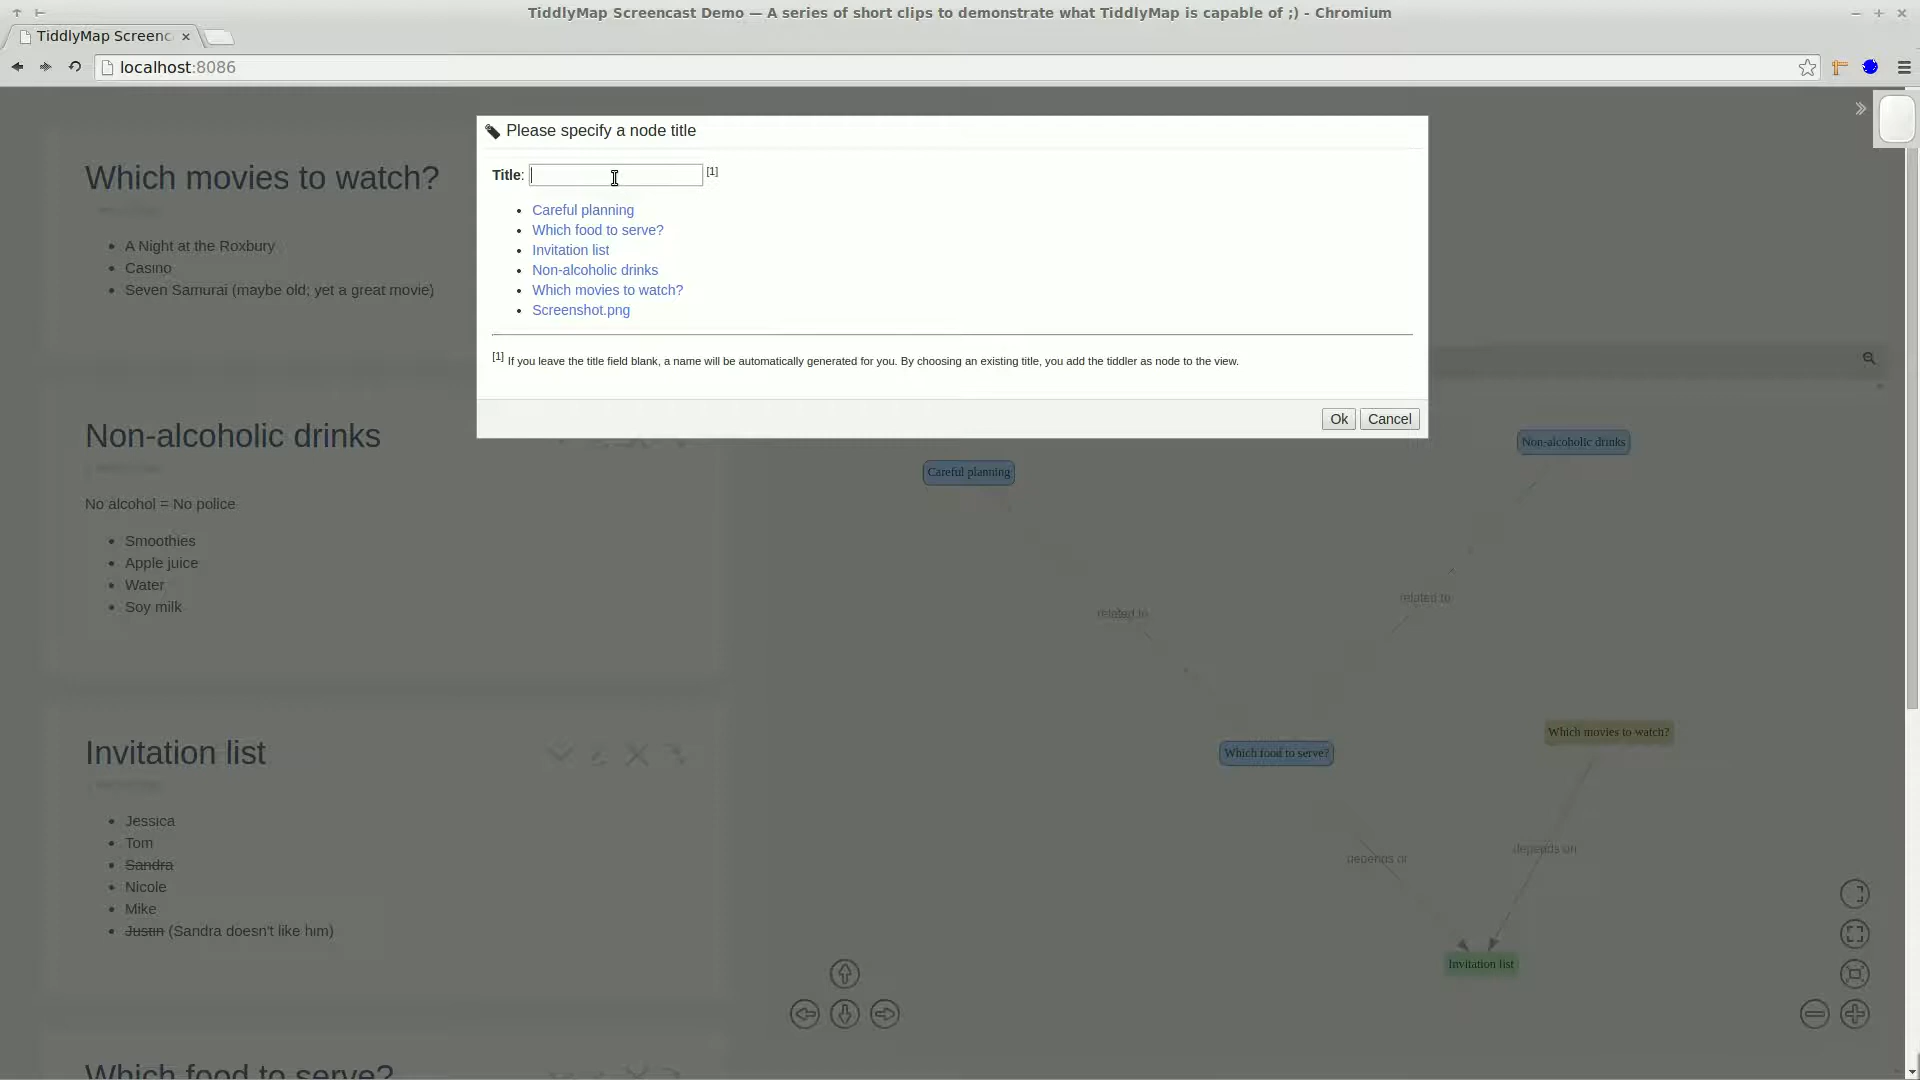 TiddlyMap Screencast Demo — A series of short clips to demonstrate what TiddlyMap is capable of ;) - Chromium
TiddlyMap Screenc
localhost:8086
Please specify a node title
Title: [1]
Careful planning
Which food to serve?
Invitation list
Non-alcoholic drinks
Which movies to watch?
Screenshot.png
[1] If you leave the title field blank, a name will be automatically generated for you. By choosing an existing title, you add the tiddler as node to the view.
Ok Cancel
Which movies to watch?
A Night at the Roxbury
Casino
Seven Samurai (maybe old; yet a great movie)
Non-alcoholic drinks
No alcohol = No police
Smoothies
Apple juice
Water
Soy milk
Invitation list
Jessica
Tom
Sandra
Nicole
Mike
Justin (Sandra doesn't like him)
Which food to serve?
Careful planning
Non-alcoholic drinks
related to
related to
Which food to serve?
Which movies to watch?
depends on
depends on
Invitation list